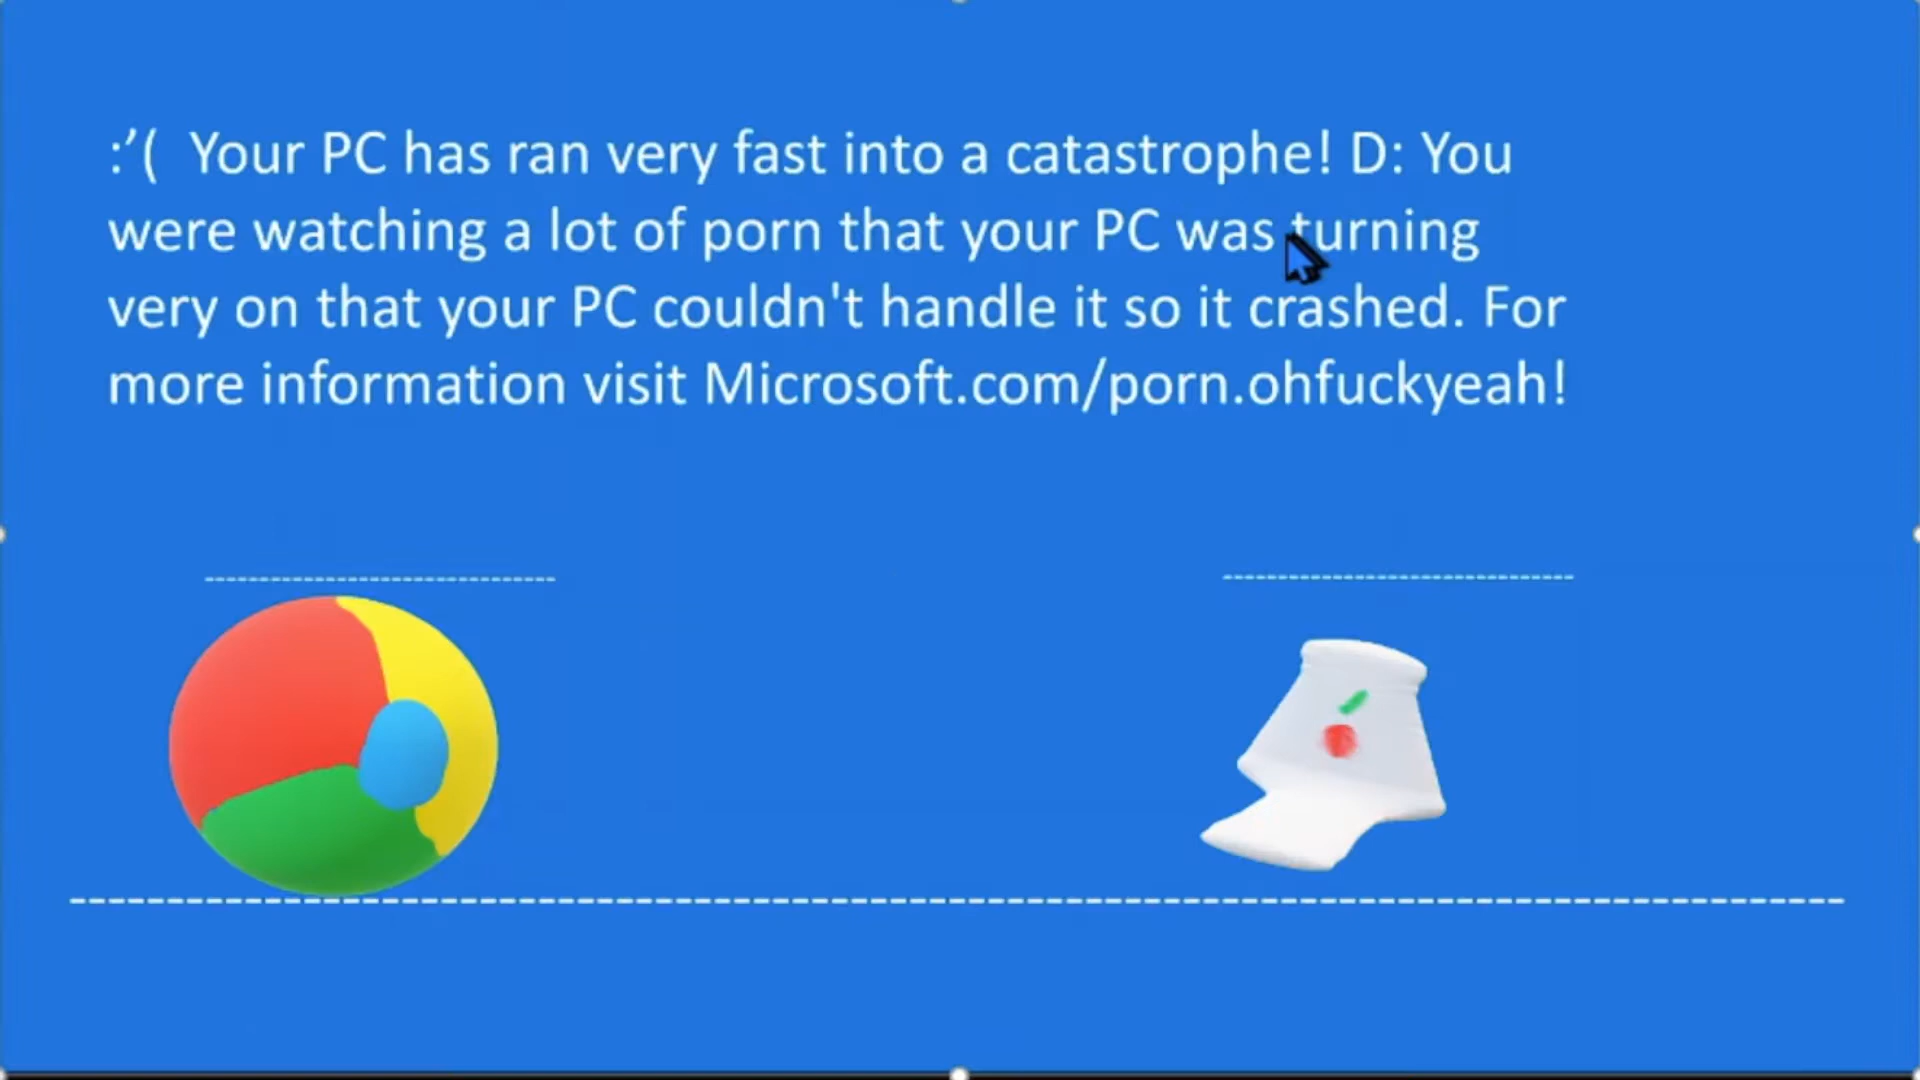 :’(  Your PC has ran very fast into a catastrophe! D: You
were watching a lot of porn that your PC was turning
very on that your PC couldn't handle it so it crashed. For
more information visit Microsoft.com/porn.ohfuckyeah!